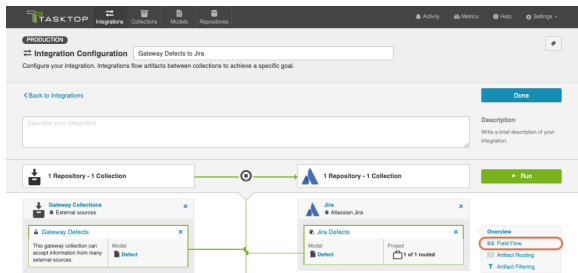 TASKTOP
Integrations
Collections
Models
Repositories
Activity
Metrics
Help
Settings
PRODUCTION
Integration Configuration
Gateway Defects to Jira
Configure your integration. Integrations flow artifacts between collections to achieve a specific goal.
Back to Integrations
Done
Describe your integration
Description
Write a brief description of your
integration.
1 Repository - 1 Collection
1 Repository - 1 Collection
Run
Gateway Collections
External sources
Jira
Atlassian Jira
Gateway Defects
This gateway collection can
accept information from many
external sources.
Model
Defect
Jira Defects
Model
Defect
Project
1 of 1 routed
Overview
Field Flow
Artifact Routing
Artifact Filtering